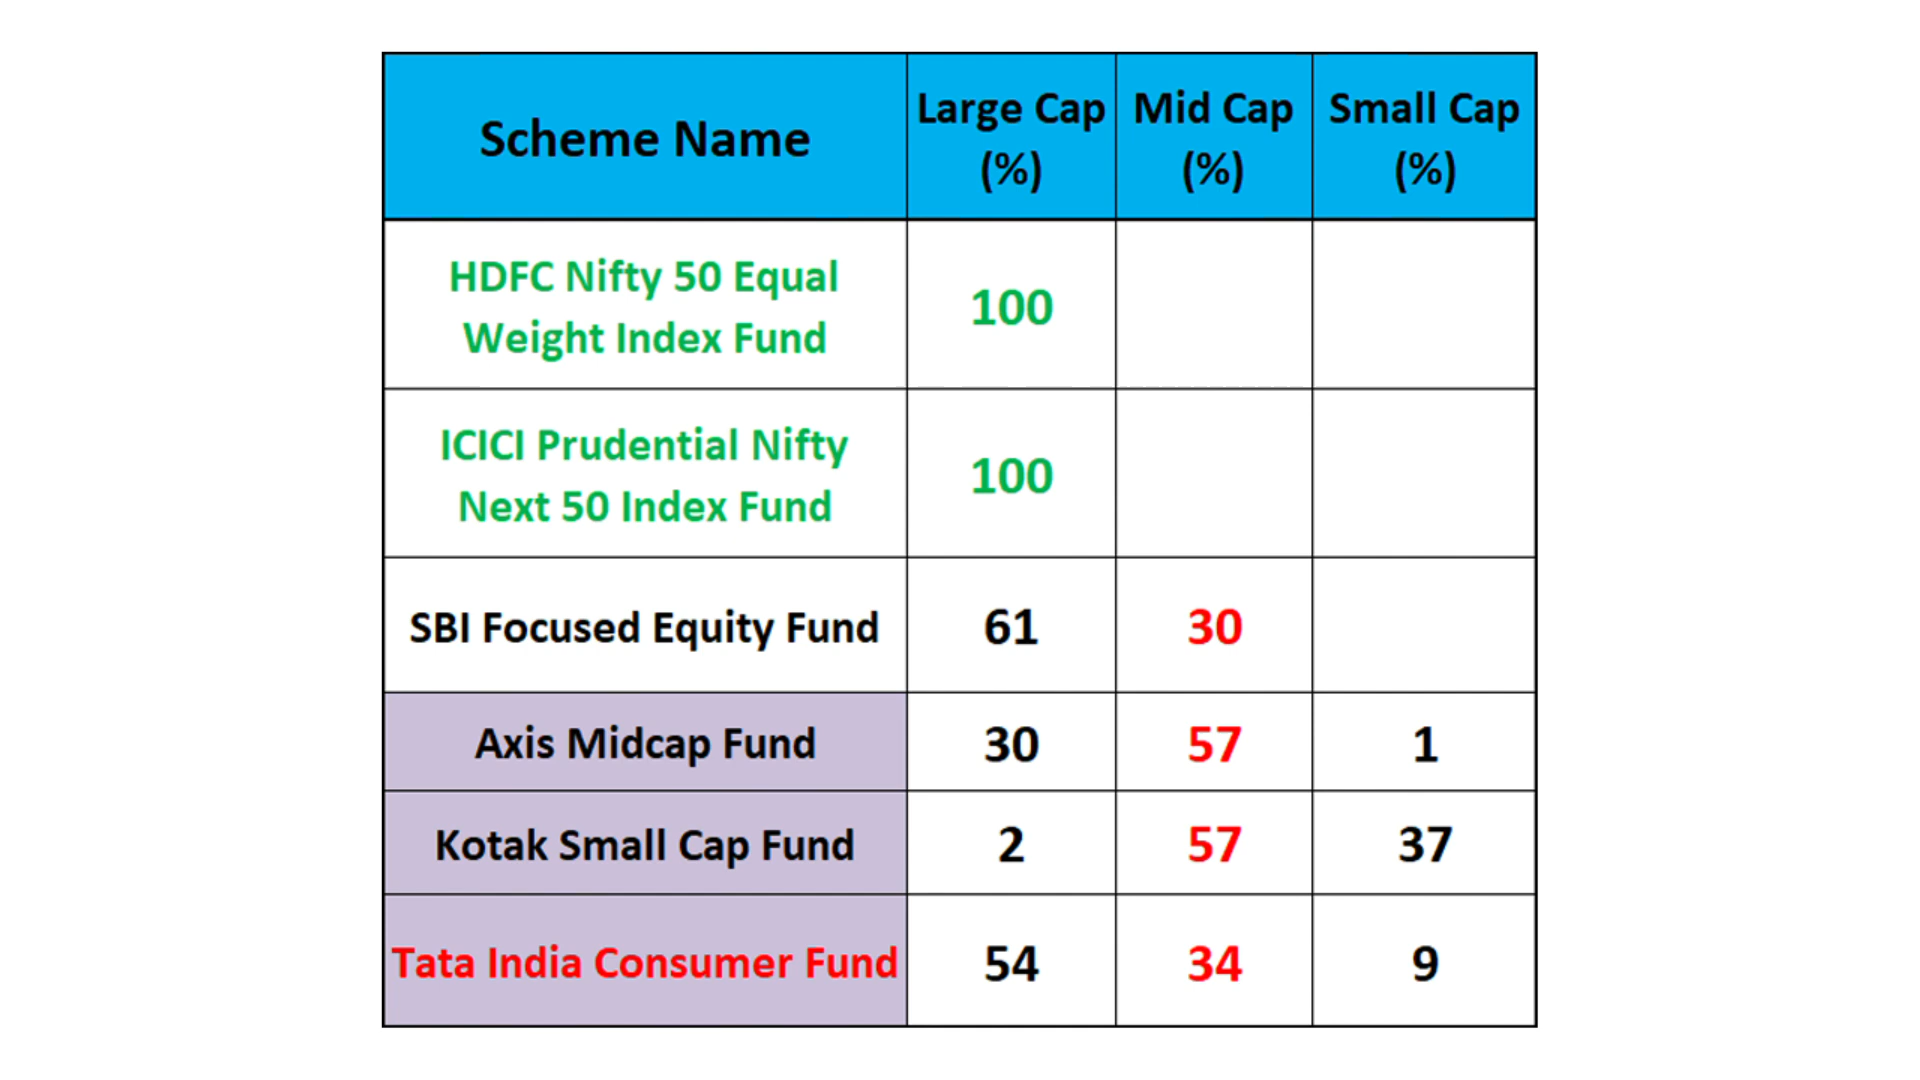 Scheme Name
Large Cap
(%)
Mid Cap
(%)
Small Cap
(%)
HDFC Nifty 50 Equal
Weight Index Fund
100
ICICI Prudential Nifty
Next 50 Index Fund
100
SBI Focused Equity Fund
61
30
Axis Midcap Fund
30
57
1
Kotak Small Cap Fund
2
57
37
Tata India Consumer Fund
54
34
9